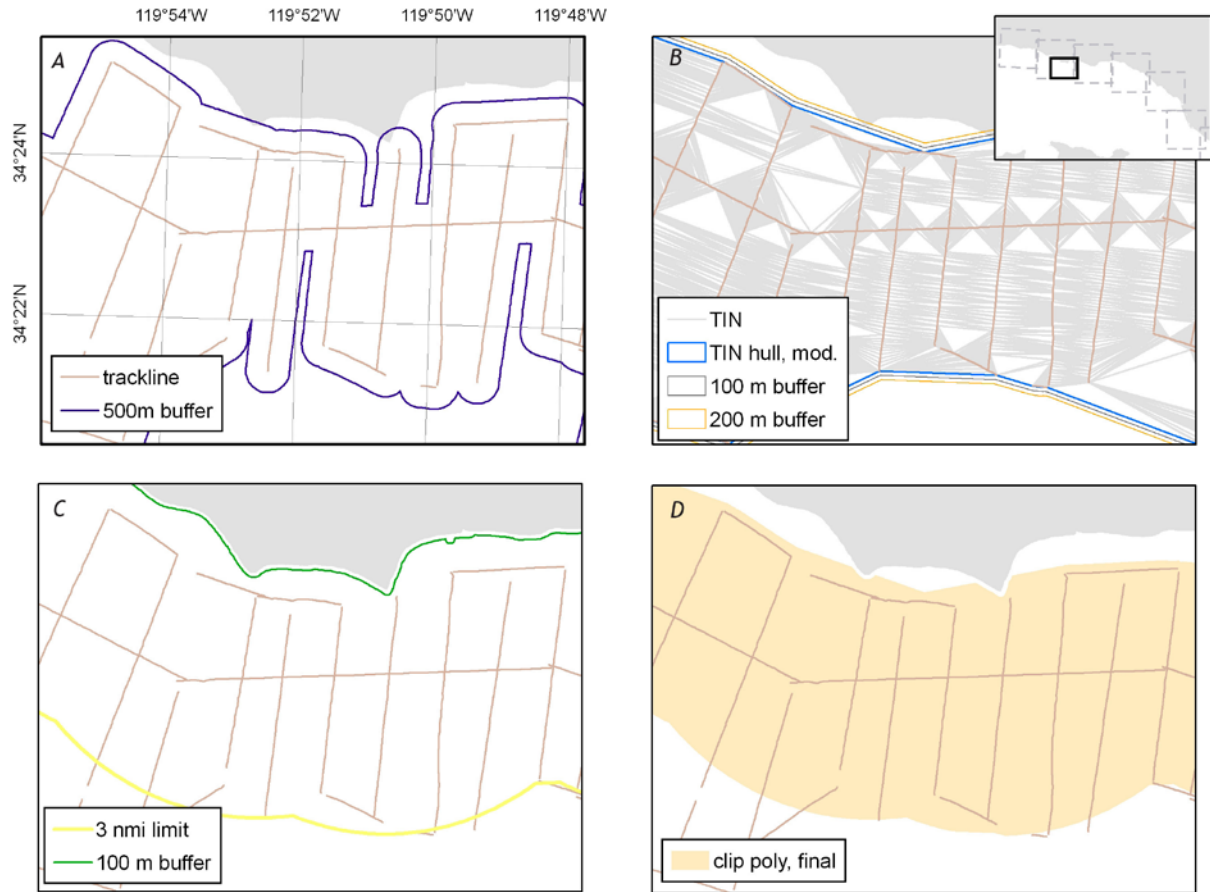 119°54'W 119°52'W 119°50'W 119°48'W
A
34°24'N
34°22'N
trackline
500m buffer
B
TIN
TIN hull, mod.
100 m buffer
200 m buffer
C
3 nmi limit
100 m buffer
D
clip poly, final